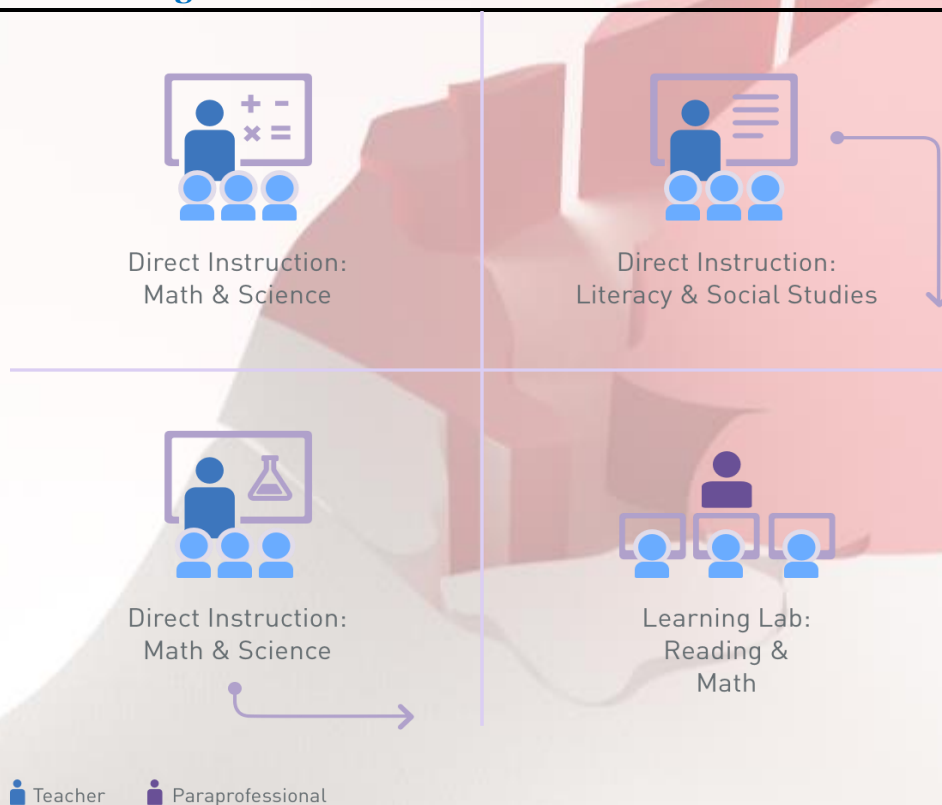 Direct Instruction:
Math & Science
Direct Instruction:
Literacy & Social Studies
Direct Instruction:
Math & Science
Learning Lab:
Reading &
Math
Teacher
Paraprofessional